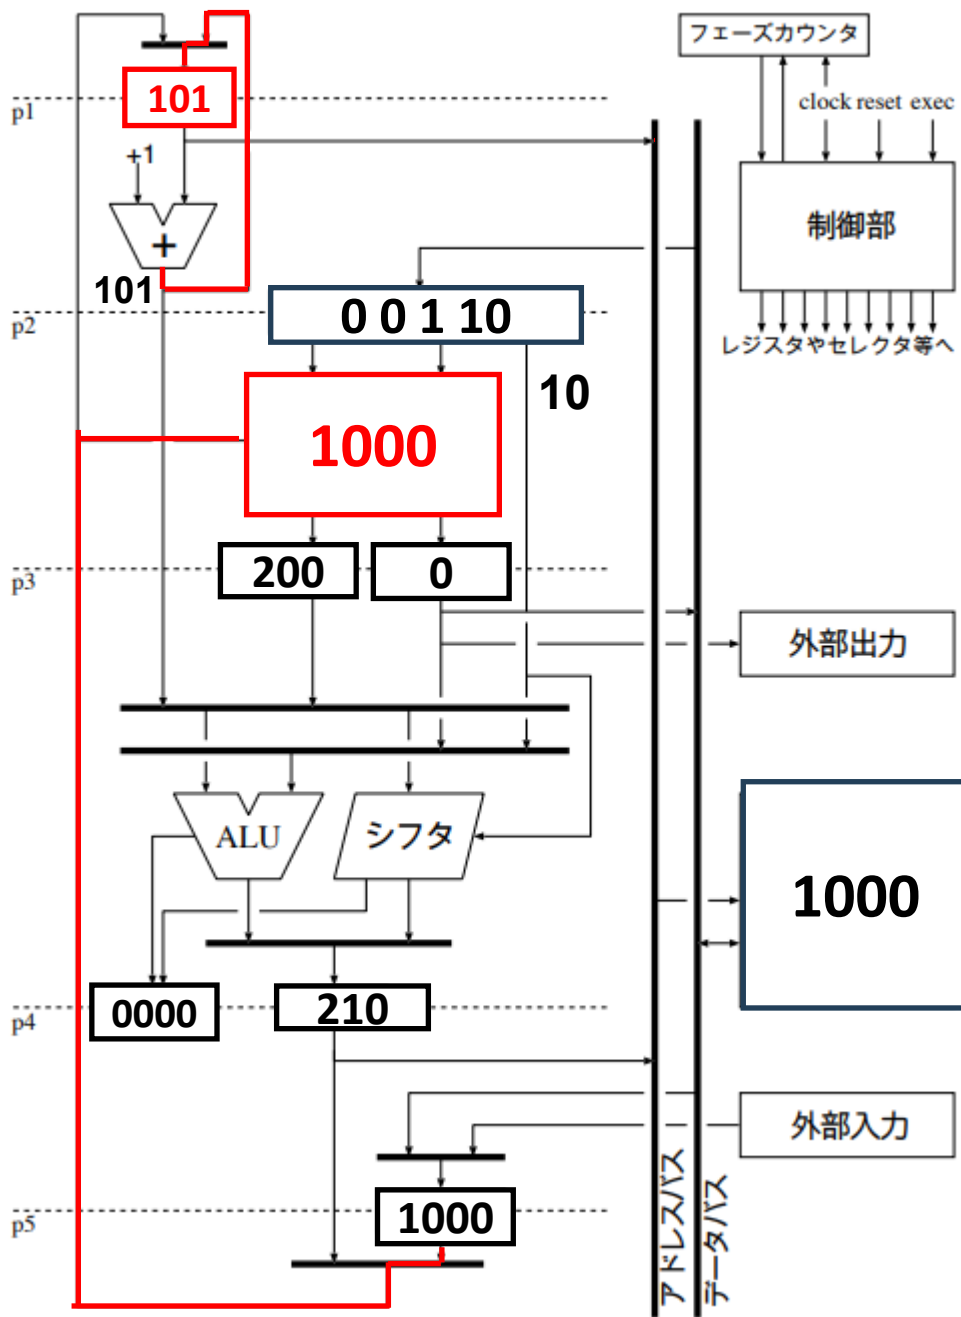 フェーズカウンタ
101
p1
clock reset exec
+1
制御部
+
101
0 0 1 10
p2
レジスタやセレクタ等へ
10
1000
200
0
p3
外部出力
ALU
シフタ
1000
0000
210
p4
外部入力
アドレスバス
データバス
1000
p5